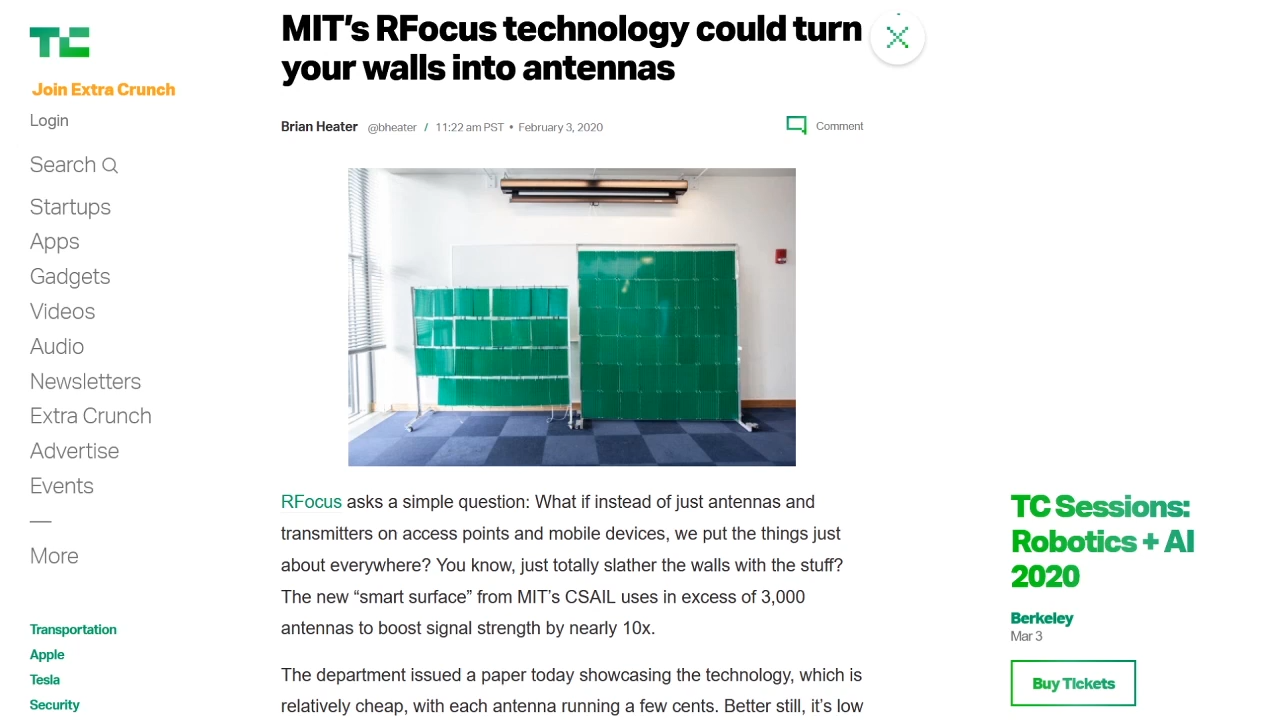 TC
Join Extra Crunch
Login
Search
Startups
Apps
Gadgets
Videos
Audio
Newsletters
Extra Crunch
Advertise
Events
—
More
Transportation
Apple
Tesla
Security
MIT’s RFocus technology could turn
your walls into antennas
Brian Heater @bheater / 11:22 am PST • February 3, 2020
Comment
RFocus asks a simple question: What if instead of just antennas and
transmitters on access points and mobile devices, we put the things just
about everywhere? You know, just totally slather the walls with the stuff?
The new “smart surface” from MIT’s CSAIL uses in excess of 3,000
antennas to boost signal strength by nearly 10x.
The department issued a paper today showcasing the technology, which is
relatively cheap, with each antenna running a few cents. Better still, it’s low
TC Sessions:
Robotics + AI
2020
Berkeley
Mar 3
Buy Tickets